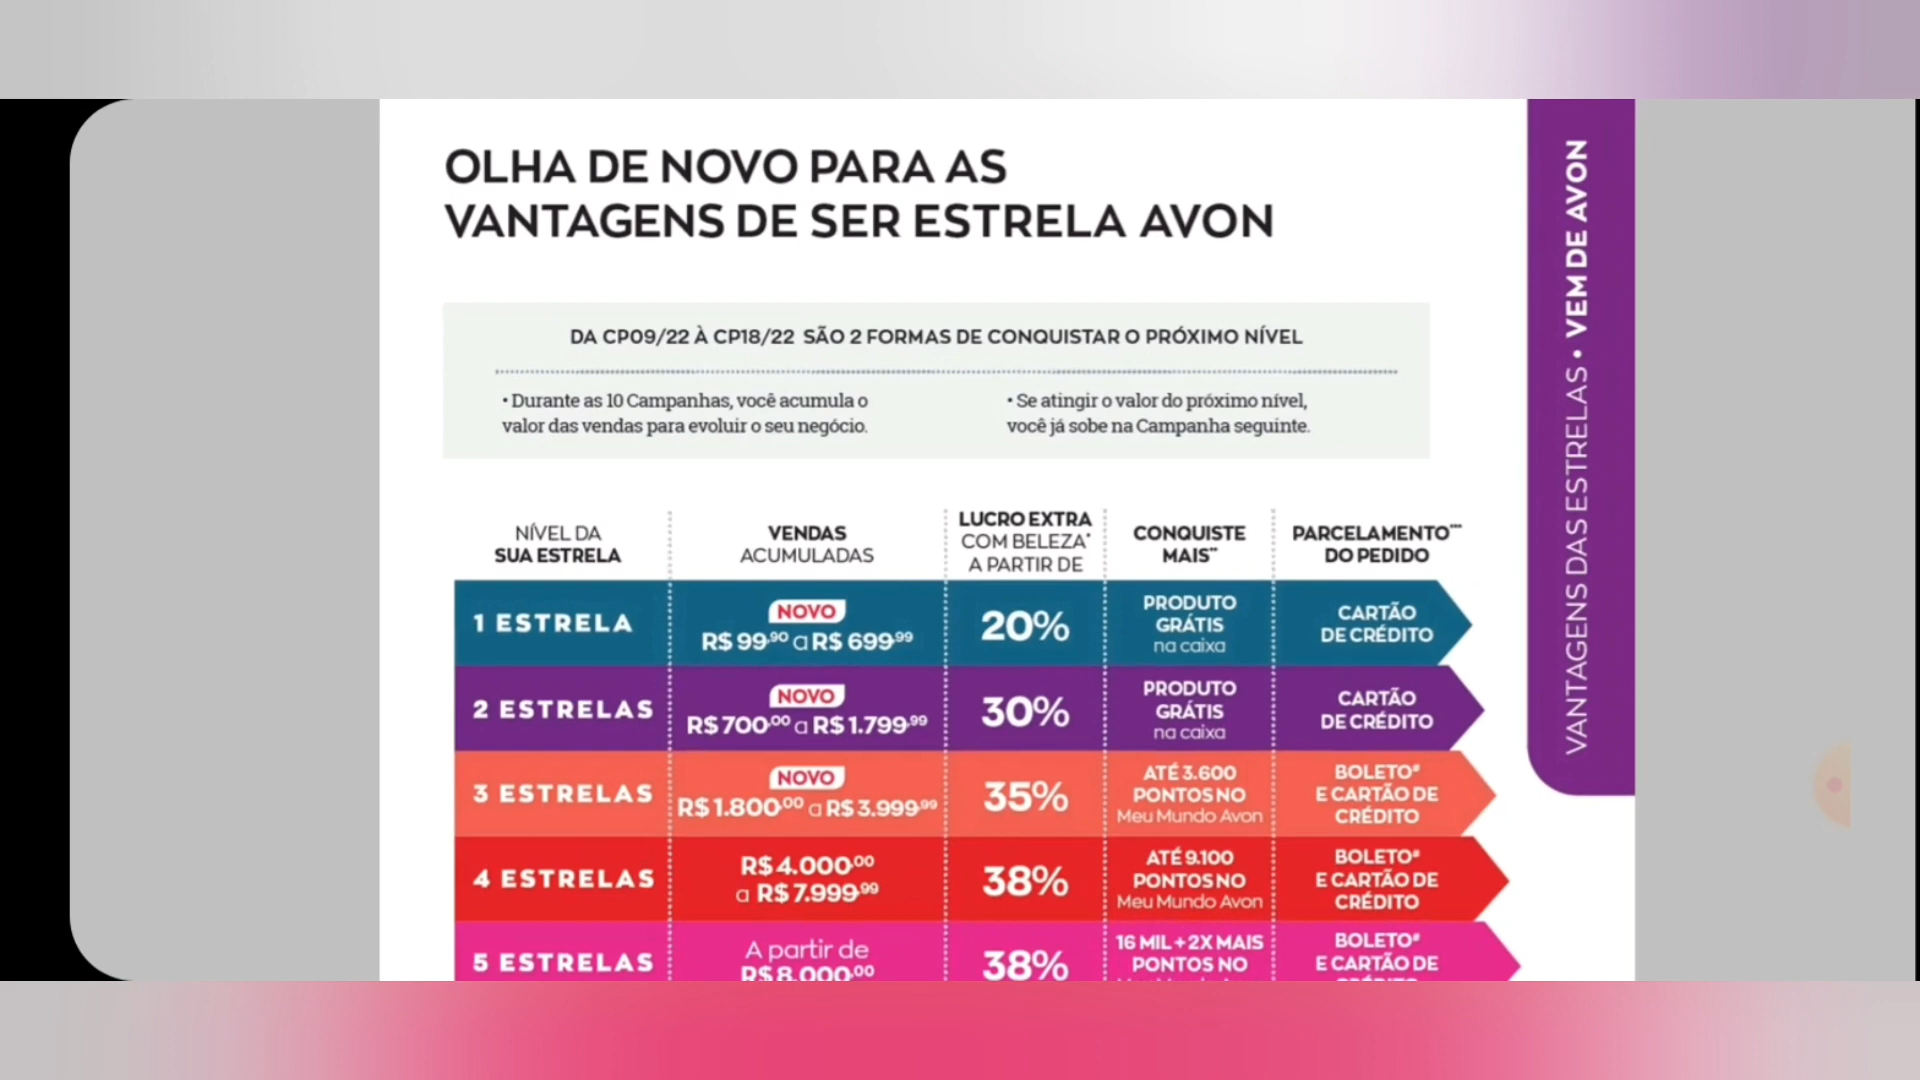 OLHA DE NOVO PARA AS
VANTAGENS DE SER ESTRELA AVON
DA CP09/22 À CP18/22 SÃO 2 FORMAS DE CONQUISTAR O PRÓXIMO NÍVEL
• Durante as 10 Campanhas, você acumula o
valor das vendas para evoluir o seu negócio.
• Se atingir o valor do próximo nível,
você já sobe na Campanha seguinte.
NÍVEL DA
SUA ESTRELA
VENDAS
ACUMULADAS
LUCRO EXTRA
COM BELEZA*
A PARTIR DE
CONQUISTE
MAIS**
PARCELAMENTO***
DO PEDIDO
1 ESTRELA
NOVO
R$ 99,90 a R$ 699,99
20%
PRODUTO
GRÁTIS
na caixa
CARTÃO
DE CRÉDITO
2 ESTRELAS
NOVO
R$ 700,00 a R$ 1.799,99
30%
PRODUTO
GRÁTIS
na caixa
CARTÃO
DE CRÉDITO
3 ESTRELAS
NOVO
R$ 1.800,00 a R$ 3.999,99
35%
ATÉ 3.600
PONTOS NO
Meu Mundo Avon
BOLETO#
E CARTÃO DE
CRÉDITO
4 ESTRELAS
R$ 4.000,00
a R$ 7.999,99
38%
ATÉ 9.100
PONTOS NO
Meu Mundo Avon
BOLETO#
E CARTÃO DE
CRÉDITO
5 ESTRELAS
A partir de
R$ 8.000,00
38%
16 MIL + 2X MAIS
PONTOS NO
BOLETO#
E CARTÃO DE
VANTAGENS DAS ESTRELAS • VEM DE AVON